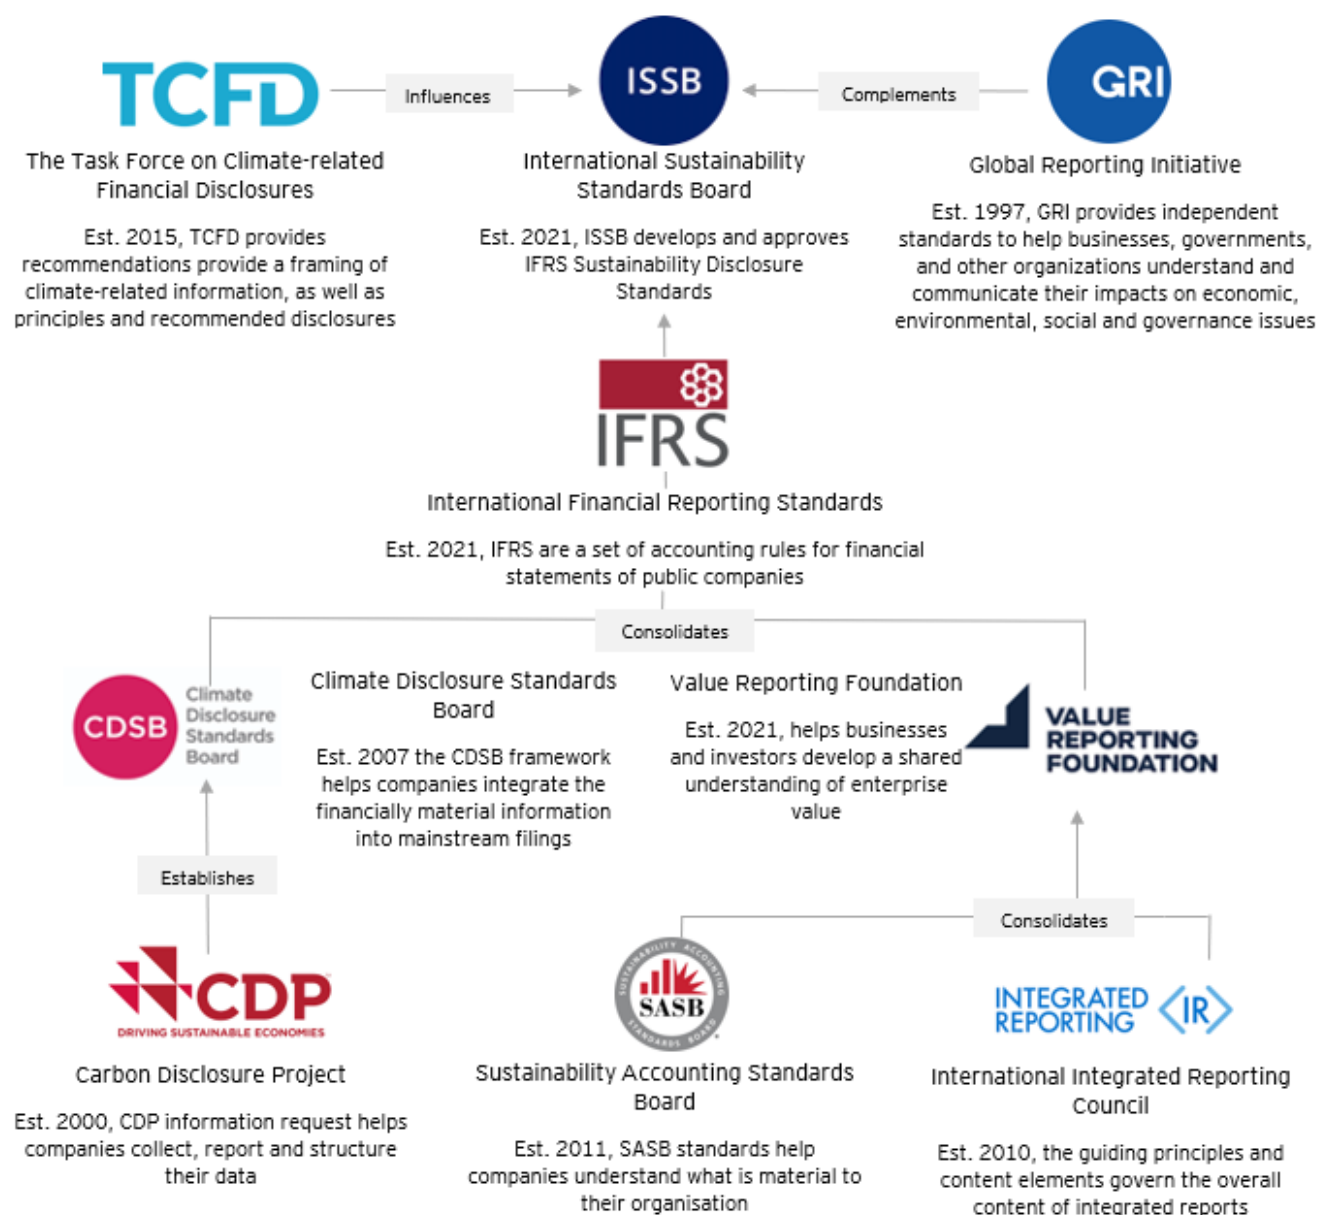 TCFD
Influences
ISSB
Complements
GRI
The Task Force on Climate-related
Financial Disclosures
Est. 2015, TCFD provides
recommendations provide a framing of
climate-related information, as well as
principles and recommended disclosures
International Sustainability
Standards Board
Est. 2021, ISSB develops and approves
IFRS Sustainability Disclosure
Standards
Global Reporting Initiative
Est. 1997, GRI provides independent
standards to help businesses, governments,
and other organizations understand and
communicate their impacts on economic,
environmental, social and governance issues
IFRS
International Financial Reporting Standards
Est. 2021, IFRS are a set of accounting rules for financial
statements of public companies
Consolidates
CDSB
Climate
Disclosure
Standards
Board
Climate Disclosure Standards
Board
Est. 2007 the CDSB framework
helps companies integrate the
financially material information
into mainstream filings
Value Reporting Foundation
Est. 2021, helps businesses
and investors develop a shared
understanding of enterprise
value
VALUE
REPORTING
FOUNDATION
Establishes
Consolidates
CDP
DRIVING SUSTAINABLE ECONOMIES
Carbon Disclosure Project
Est. 2000, CDP information request helps
companies collect, report and structure
their data
SUSTAINABILITY ACCOUNTING
SASB
STANDARDS BOARD
Sustainability Accounting Standards
Board
Est. 2011, SASB standards help
companies understand what is material to
their organisation
INTEGRATED
REPORTING
<IR>
International Integrated Reporting
Council
Est. 2010, the guiding principles and
content elements govern the overall
content of integrated reports